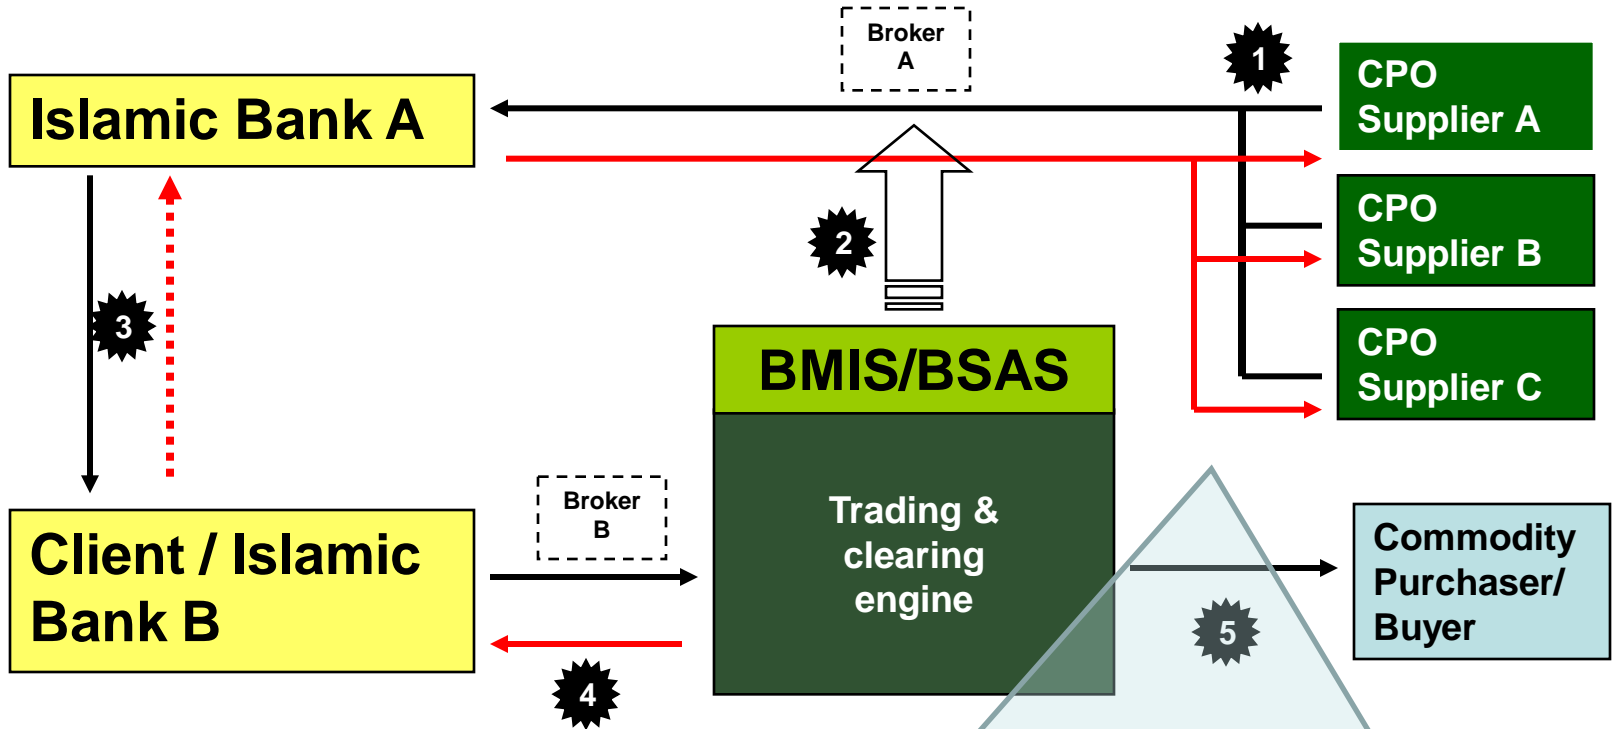 Broker
A
1
CPO
Supplier A
Islamic Bank A
2
CPO
Supplier B
3
BMIS/BSAS
CPO
Supplier C
Broker
B
Trading &
clearing
engine
Client / Islamic
Bank B
Commodity
Purchaser/
Buyer
4
5